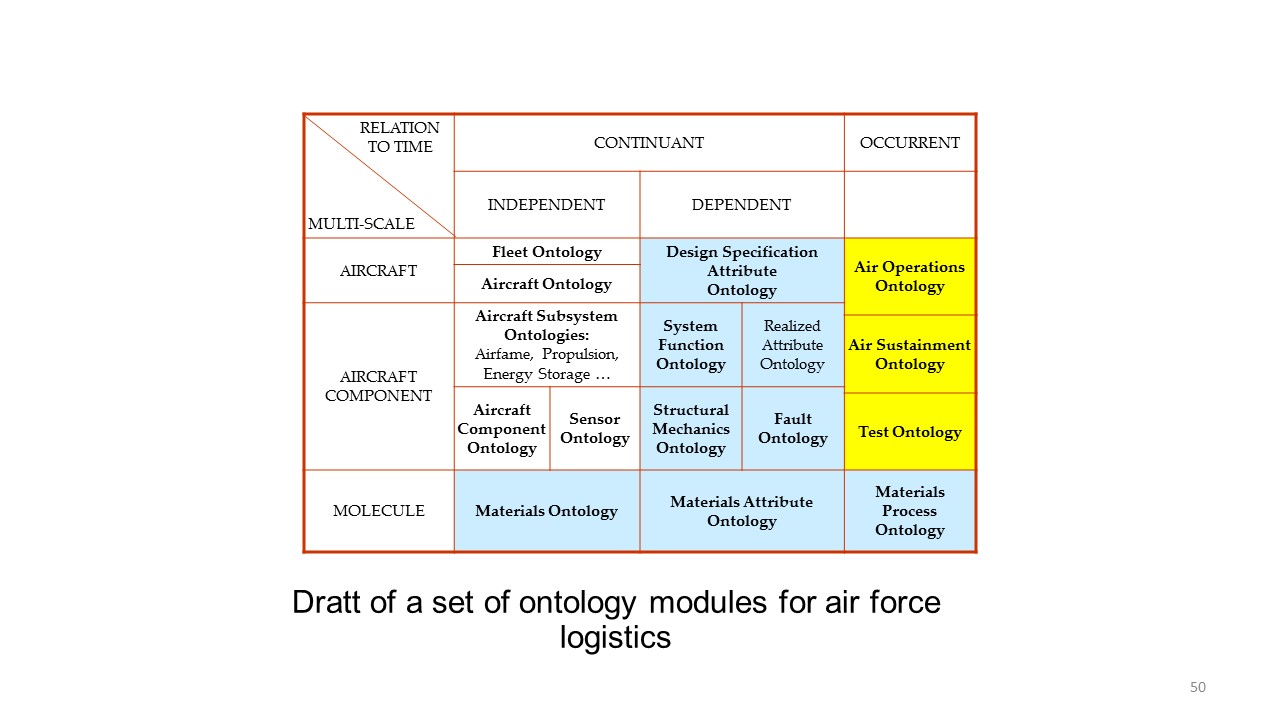 RELATION
TO TIME
MULTI-SCALE
CONTINUANT
OCCURRENT
INDEPENDENT
DEPENDENT
AIRCRAFT
Fleet Ontology
Aircraft Ontology
Design Specification
Attribute
Ontology
Air Operations
Ontology
AIRCRAFT
COMPONENT
Aircraft Subsystem
Ontologies:
Airfame, Propulsion,
Energy Storage …
System
Function
Ontology
Realized
Attribute
Ontology
Air Sustainment
Ontology
Aircraft
Component
Ontology
Sensor
Ontology
Structural
Mechanics
Ontology
Fault
Ontology
Test Ontology
MOLECULE
Materials Ontology
Materials Attribute
Ontology
Materials
Process
Ontology
Dratt of a set of ontology modules for air force
logistics
50